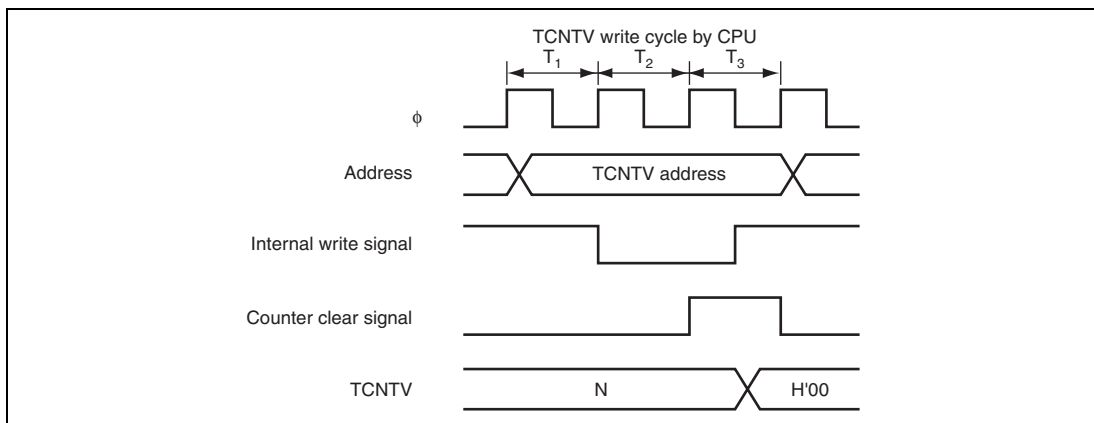 TCNTV write cycle by CPU
T1 T2 T3
ϕ
Address
TCNTV address
Internal write signal
Counter clear signal
TCNTV
N
H'00